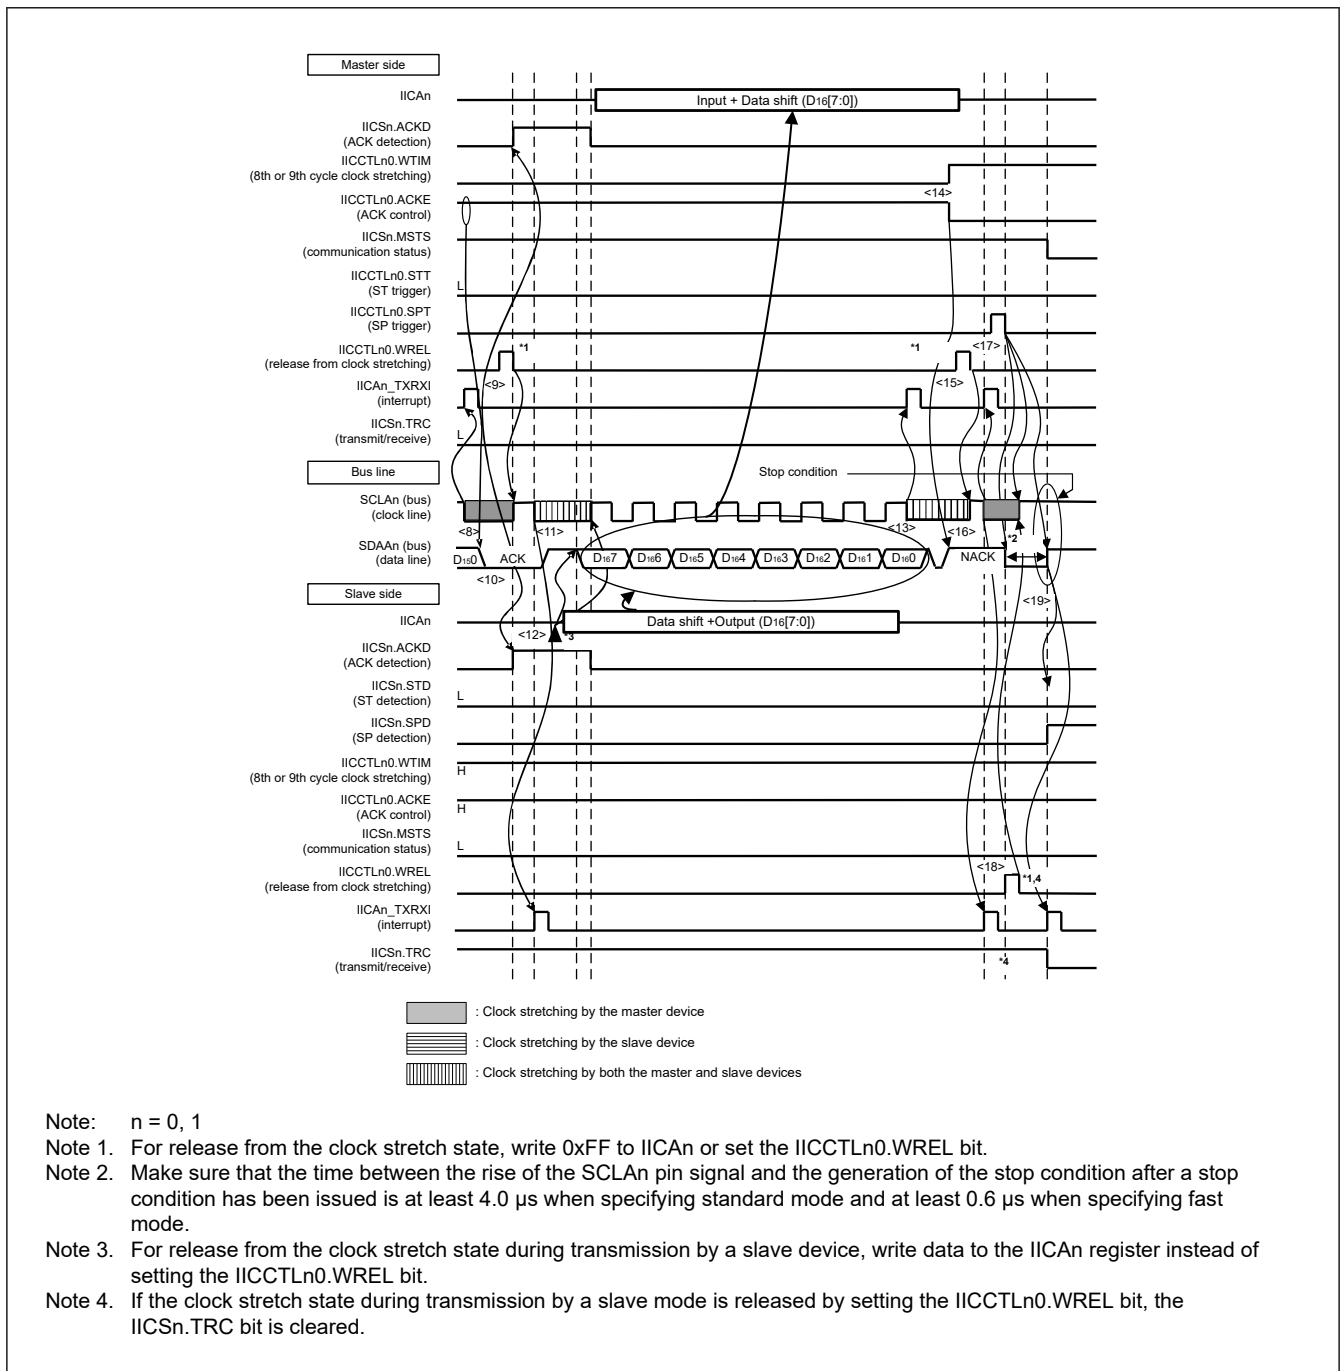 Master side
IICAn
Input + Data shift (D16[7:0])
IICSn.ACKD
(ACK detection)
IICCTLn0.WTIM
(8th or 9th cycle clock stretching)
<14>
IICCTLn0.ACKE
(ACK control)
IICSn.MSTS
(communication status)
IICCTLn0.STT
(ST trigger)
L
IICCTLn0.SPT
(SP trigger)
IICCTLn0.WREL
(release from clock stretching)
*1
*1
<17>
<9>
<15>
IICAn_TXRXI
(interrupt)
IICSn.TRC
(transmit/receive)
L
Bus line
Stop condition
SCLAn (bus)
(clock line)
<8>
<11>
<13>
<16>
SDAAn (bus)
(data line)
D150
ACK
D167
D166
D165
D164
D163
D162
D161
D160
NACK
*2
<10>
<19>
Slave side
IICAn
<12>
*3
Data shift +Output (D16[7:0])
IICSn.ACKD
(ACK detection)
IICSn.STD
(ST detection)
L
IICSn.SPD
(SP detection)
IICCTLn0.WTIM
(8th or 9th cycle clock stretching)
H
IICCTLn0.ACKE
(ACK control)
H
IICSn.MSTS
(communication status)
L
IICCTLn0.WREL
(release from clock stretching)
<18>
*1,4
IICAn_TXRXI
(interrupt)
IICSn.TRC
(transmit/receive)
*4
: Clock stretching by the master device
: Clock stretching by the slave device
: Clock stretching by both the master and slave devices
Note: n = 0, 1
Note 1. For release from the clock stretch state, write 0xFF to IICAn or set the IICCTLn0.WREL bit.
Note 2. Make sure that the time between the rise of the SCLAn pin signal and the generation of the stop condition after a stop
condition has been issued is at least 4.0 µs when specifying standard mode and at least 0.6 µs when specifying fast
mode.
Note 3. For release from the clock stretch state during transmission by a slave device, write data to the IICAn register instead of
setting the IICCTLn0.WREL bit.
Note 4. If the clock stretch state during transmission by a slave mode is released by setting the IICCTLn0.WREL bit, the
IICSn.TRC bit is cleared.